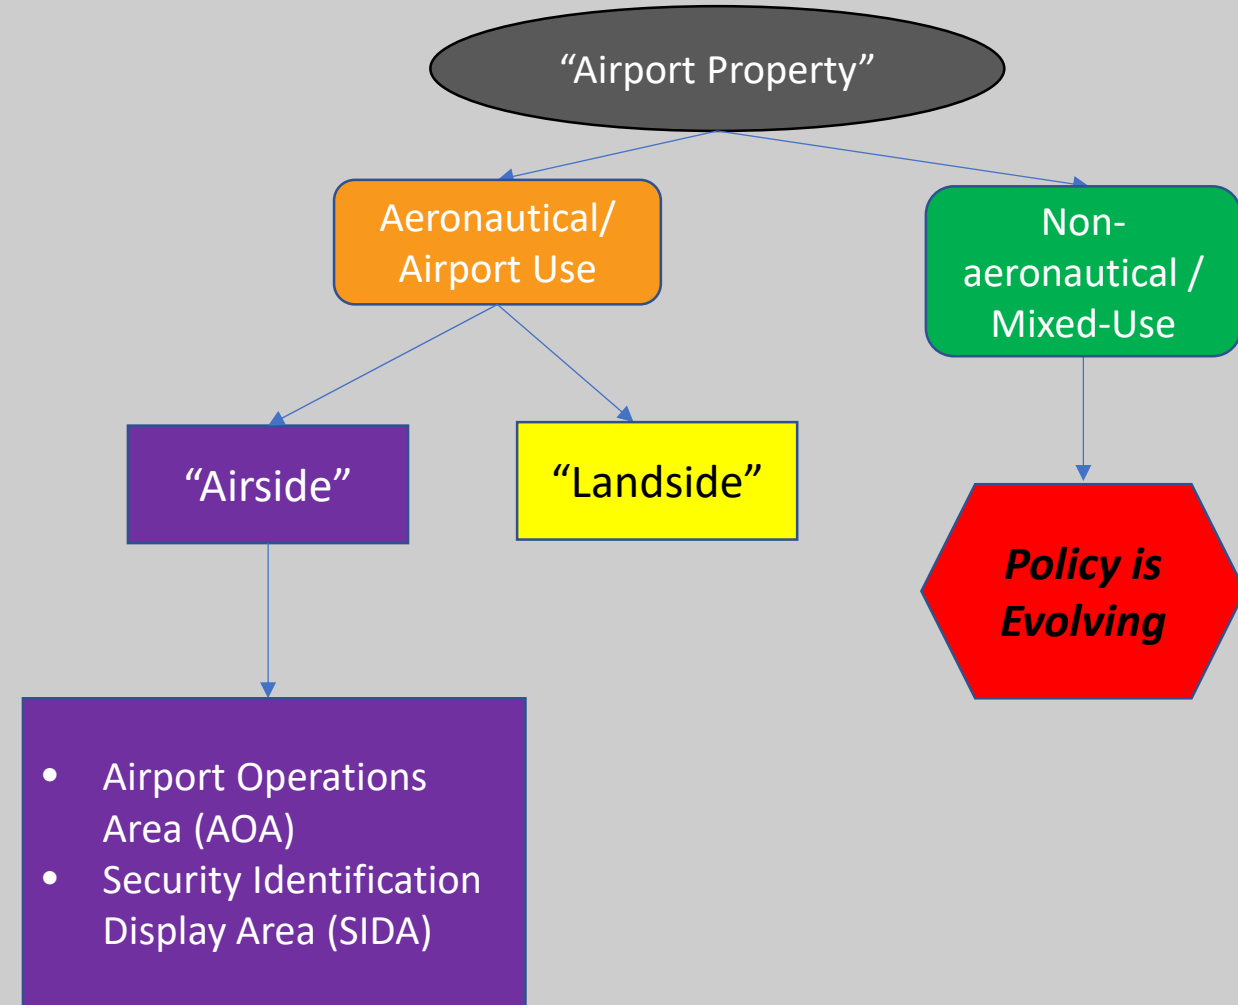 “Airport Property”
Aeronautical/
Airport Use
Non-
aeronautical /
Mixed-Use
“Airside”
“Landside”
Policy is
Evolving
• Airport Operations
Area (AOA)
• Security Identification
Display Area (SIDA)